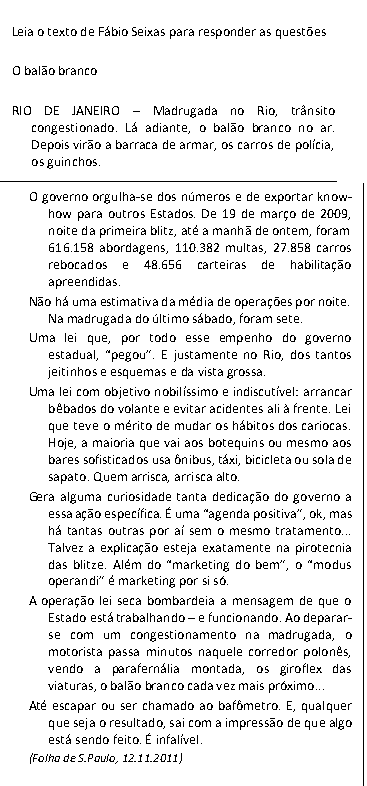 Leia o texto de Fábio Seixas para responder as questões
O balão branco
RIO DE JANEIRO – Madrugada no Rio, trânsito
congestionado. Lá adiante, o balão branco no ar.
Depois virão a barraca de armar, os carros de polícia,
os guinchos.
O governo orgulha-se dos números e de exportar know-
how para outros Estados. De 19 de março de 2009,
noite da primeira blitz, até a manhã de ontem, foram
616.158 abordagens, 110.382 multas, 27.858 carros
rebocados e 48.656 carteiras de habilitação
apreendidas.
Não há uma estimativa da média de operações por noite.
Na madrugada do último sábado, foram sete.
Uma lei que, por todo esse empenho do governo
estadual, “pegou”. E justamente no Rio, dos tantos
jeitinhos e esquemas e da vista grossa.
Uma lei com objetivo nobilíssimo e indiscutível: arrancar
bêbados do volante e evitar acidentes ali à frente. Lei
que teve o mérito de mudar os hábitos dos cariocas.
Hoje, a maioria que vai aos botequins ou mesmo aos
bares sofisticados usa ônibus, táxi, bicicleta ou sola de
sapato. Quem arrisca, arrisca alto.
Gera alguma curiosidade tanta dedicação do governo a
essa ação específica. É uma “agenda positiva”, ok, mas
há tantas outras por aí sem o mesmo tratamento...
Talvez a explicação esteja exatamente na pirotecnia
das blitze. Além do “marketing do bem”, o “modus
operandi” é marketing por si só.
A operação lei seca bombardeia a mensagem de que o
Estado está trabalhando – e funcionando. Ao deparar-
se com um congestionamento na madrugada, o
motorista passa minutos naquele corredor polonês,
vendo a parafernália montada, os giroflex das
viaturas, o balão branco cada vez mais próximo...
Até escapar ou ser chamado ao bafômetro. E, qualquer
que seja o resultado, sai com a impressão de que algo
está sendo feito. É infalível.
(Folha de S.Paulo, 12.11.2011)